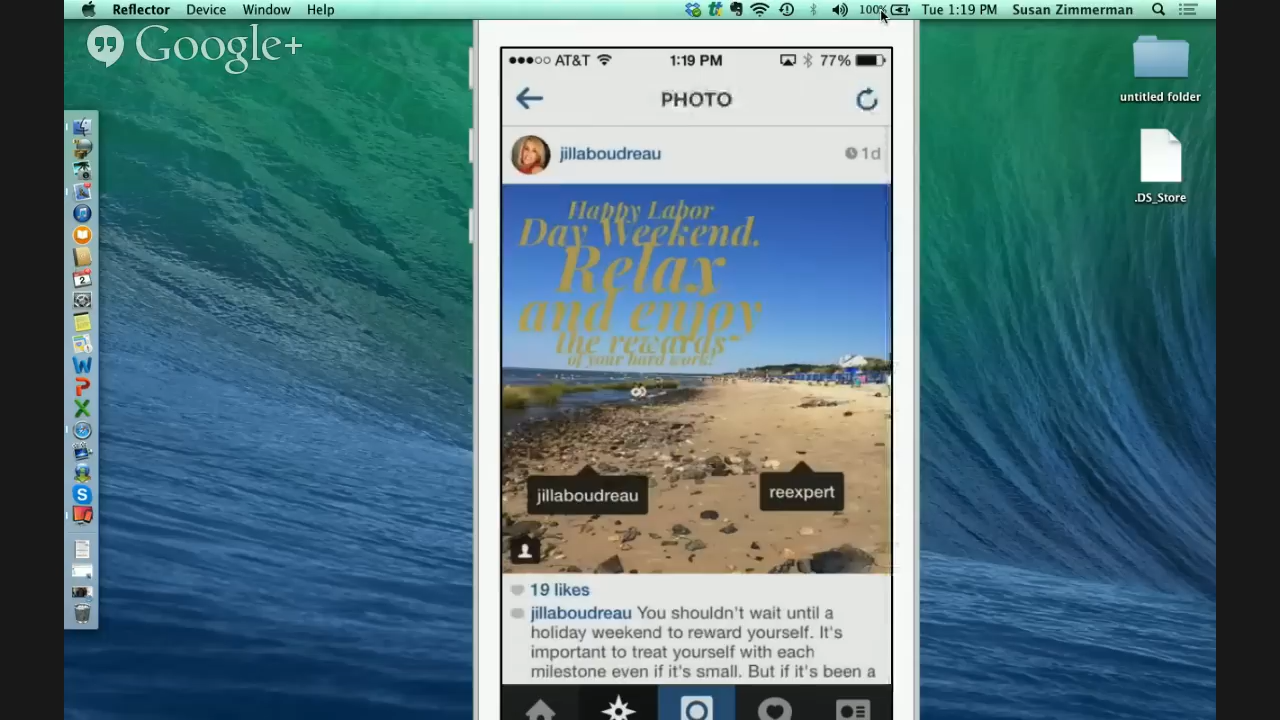 Reflector Device Window Help
100% Tue 1:19 PM Susan Zimmerman
Google+
untitled folder
.DS_Store
AT&T 1:19 PM 77%
PHOTO
jillaboudreau 1d
Happy Labor
Day Weekend.
Relax
and enjoy
the rewards
of your hard work!
jillaboudreau
reexpert
19 likes
jillaboudreau You shouldn't wait until a
holiday weekend to reward yourself. It's
important to treat yourself with each
milestone even if it's small. But if it's been a
2
W
P
X
S